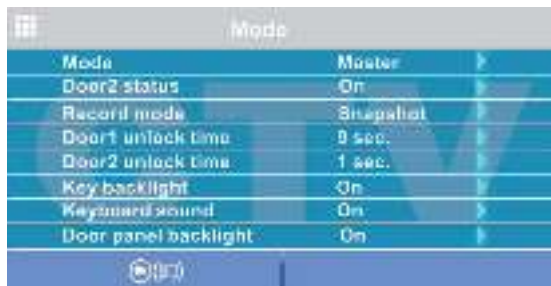 Mode
Mode Master
Door2 status On
Record mode Snapshot
Door1 unlock time 9 sec.
Door2 unlock time 1 sec.
Key backlight On
Keyboard sound On
Door panel backlight On
CTV